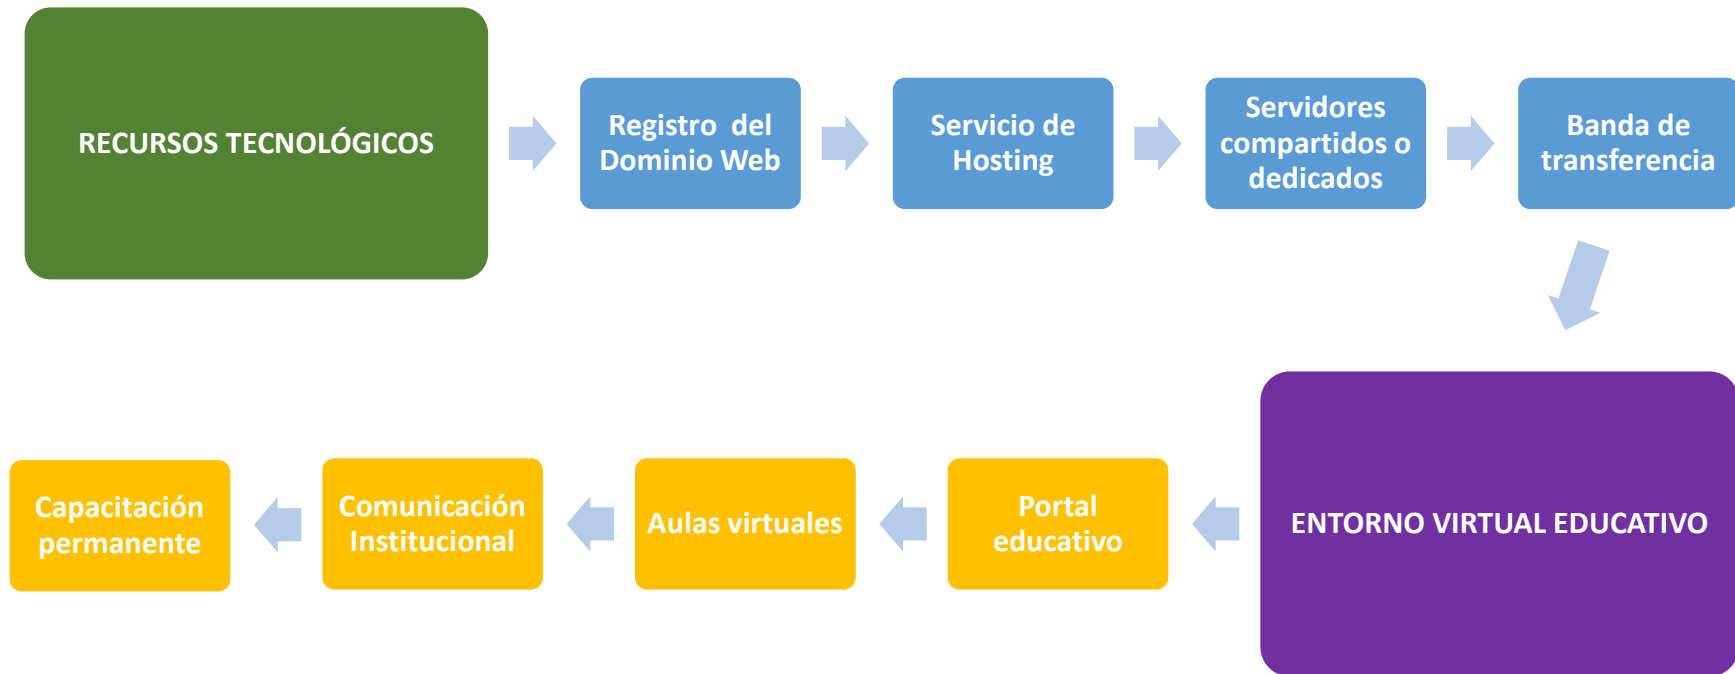 RECURSOS TECNOLÓGICOS
Registro del
Dominio Web
Servicio de
Hosting
Servidores
compartidos o
dedicados
Banda de
transferencia
ENTORNO VIRTUAL EDUCATIVO
Portal
educativo
Aulas virtuales
Comunicación
Institucional
Capacitación
permanente